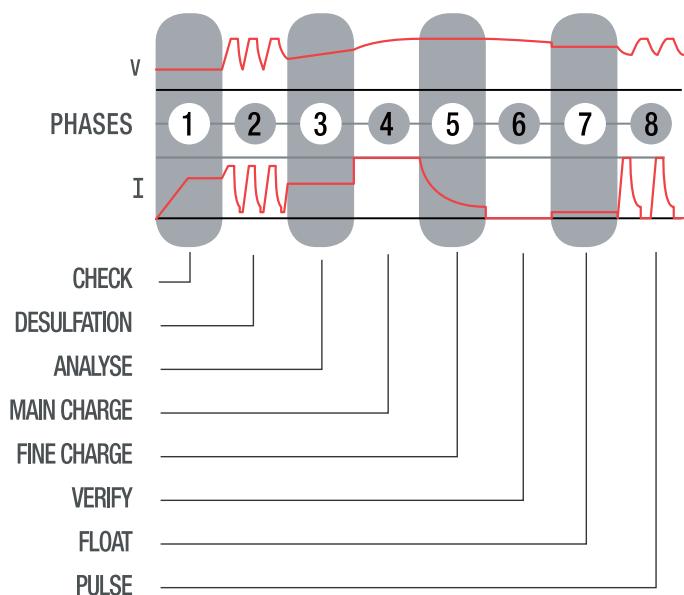 V
PHASES 1 2 3 4 5 6 7 8
I
CHECK
DESULFATION
ANALYSE
MAIN CHARGE
FINE CHARGE
VERIFY
FLOAT
PULSE